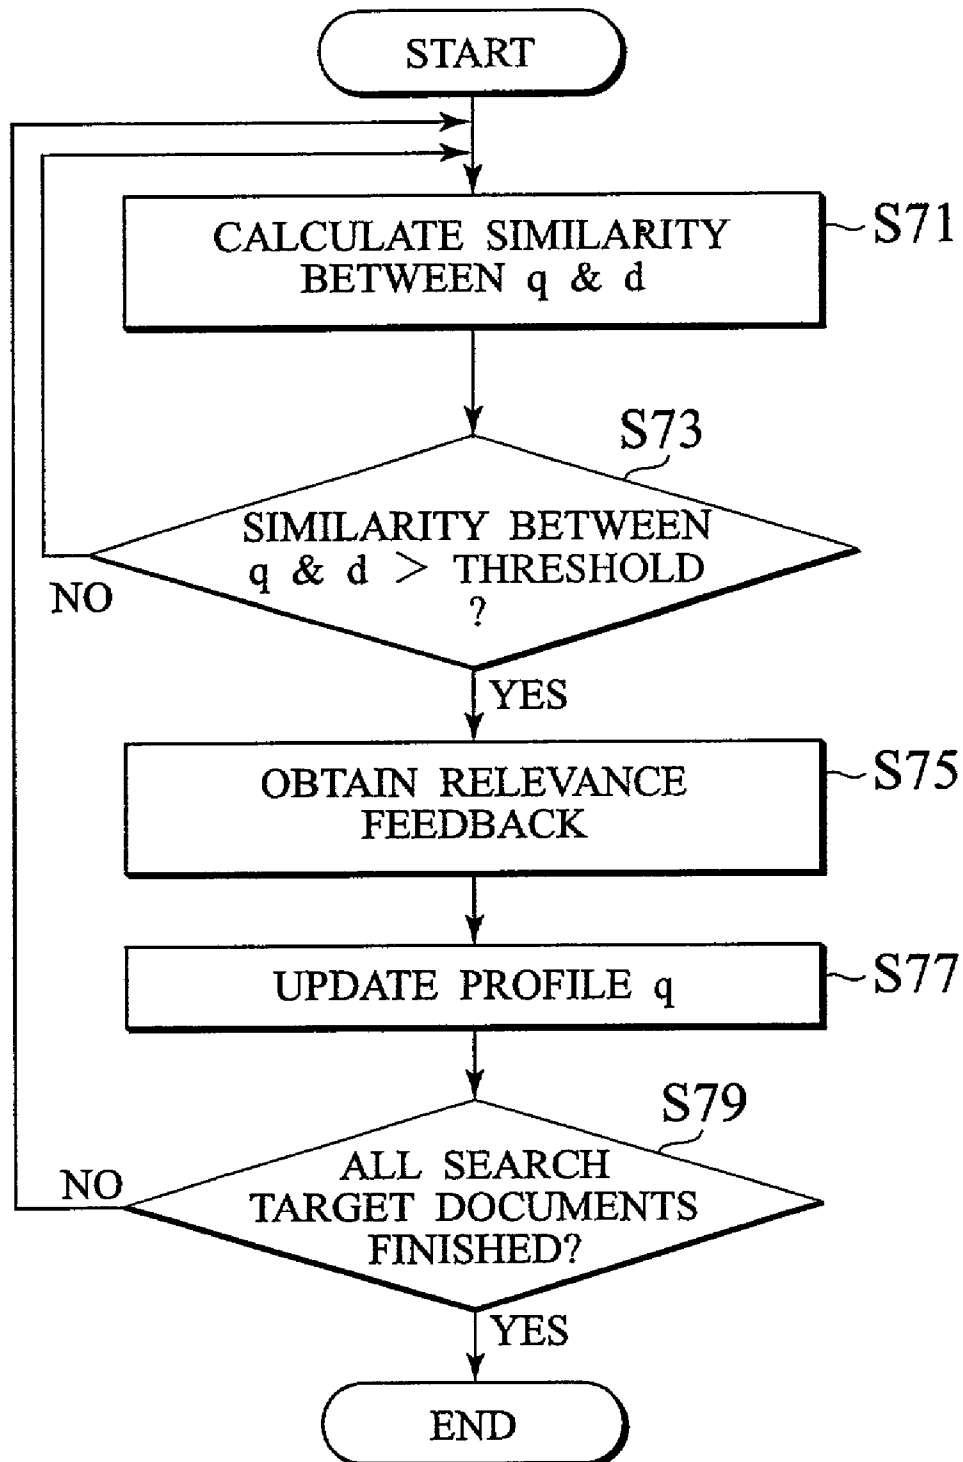 START
CALCULATE SIMILARITY
BETWEEN q & d
S71
S73
SIMILARITY BETWEEN
q & d > THRESHOLD
?
NO
YES
OBTAIN RELEVANCE
FEEDBACK
S75
UPDATE PROFILE q
S77
S79
ALL SEARCH
TARGET DOCUMENTS
FINISHED?
NO
YES
END